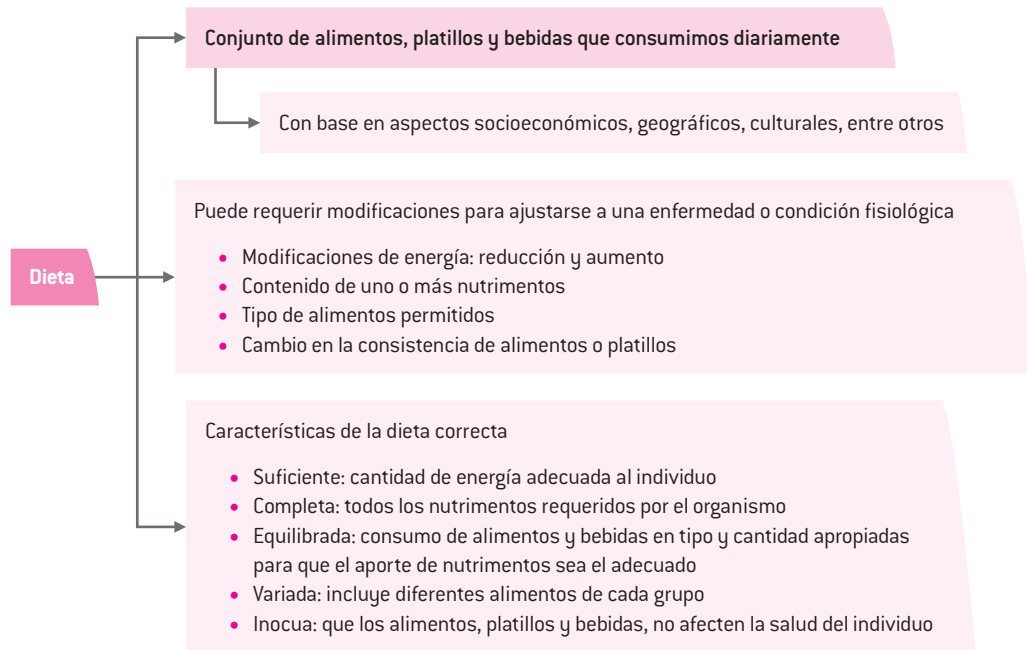 Conjunto de alimentos, platillos y bebidas que consumimos diariamente
Con base en aspectos socioeconómicos, geográficos, culturales, entre otros
Dieta
Puede requerir modificaciones para ajustarse a una enfermedad o condición fisiológica
• Modificaciones de energía: reducción y aumento
• Contenido de uno o más nutrimentos
• Tipo de alimentos permitidos
• Cambio en la consistencia de alimentos o platillos
Características de la dieta correcta
• Suficiente: cantidad de energía adecuada al individuo
• Completa: todos los nutrimentos requeridos por el organismo
• Equilibrada: consumo de alimentos y bebidas en tipo y cantidad apropiadas
para que el aporte de nutrimentos sea el adecuado
• Variada: incluye diferentes alimentos de cada grupo
• Inocua: que los alimentos, platillos y bebidas, no afecten la salud del individuo